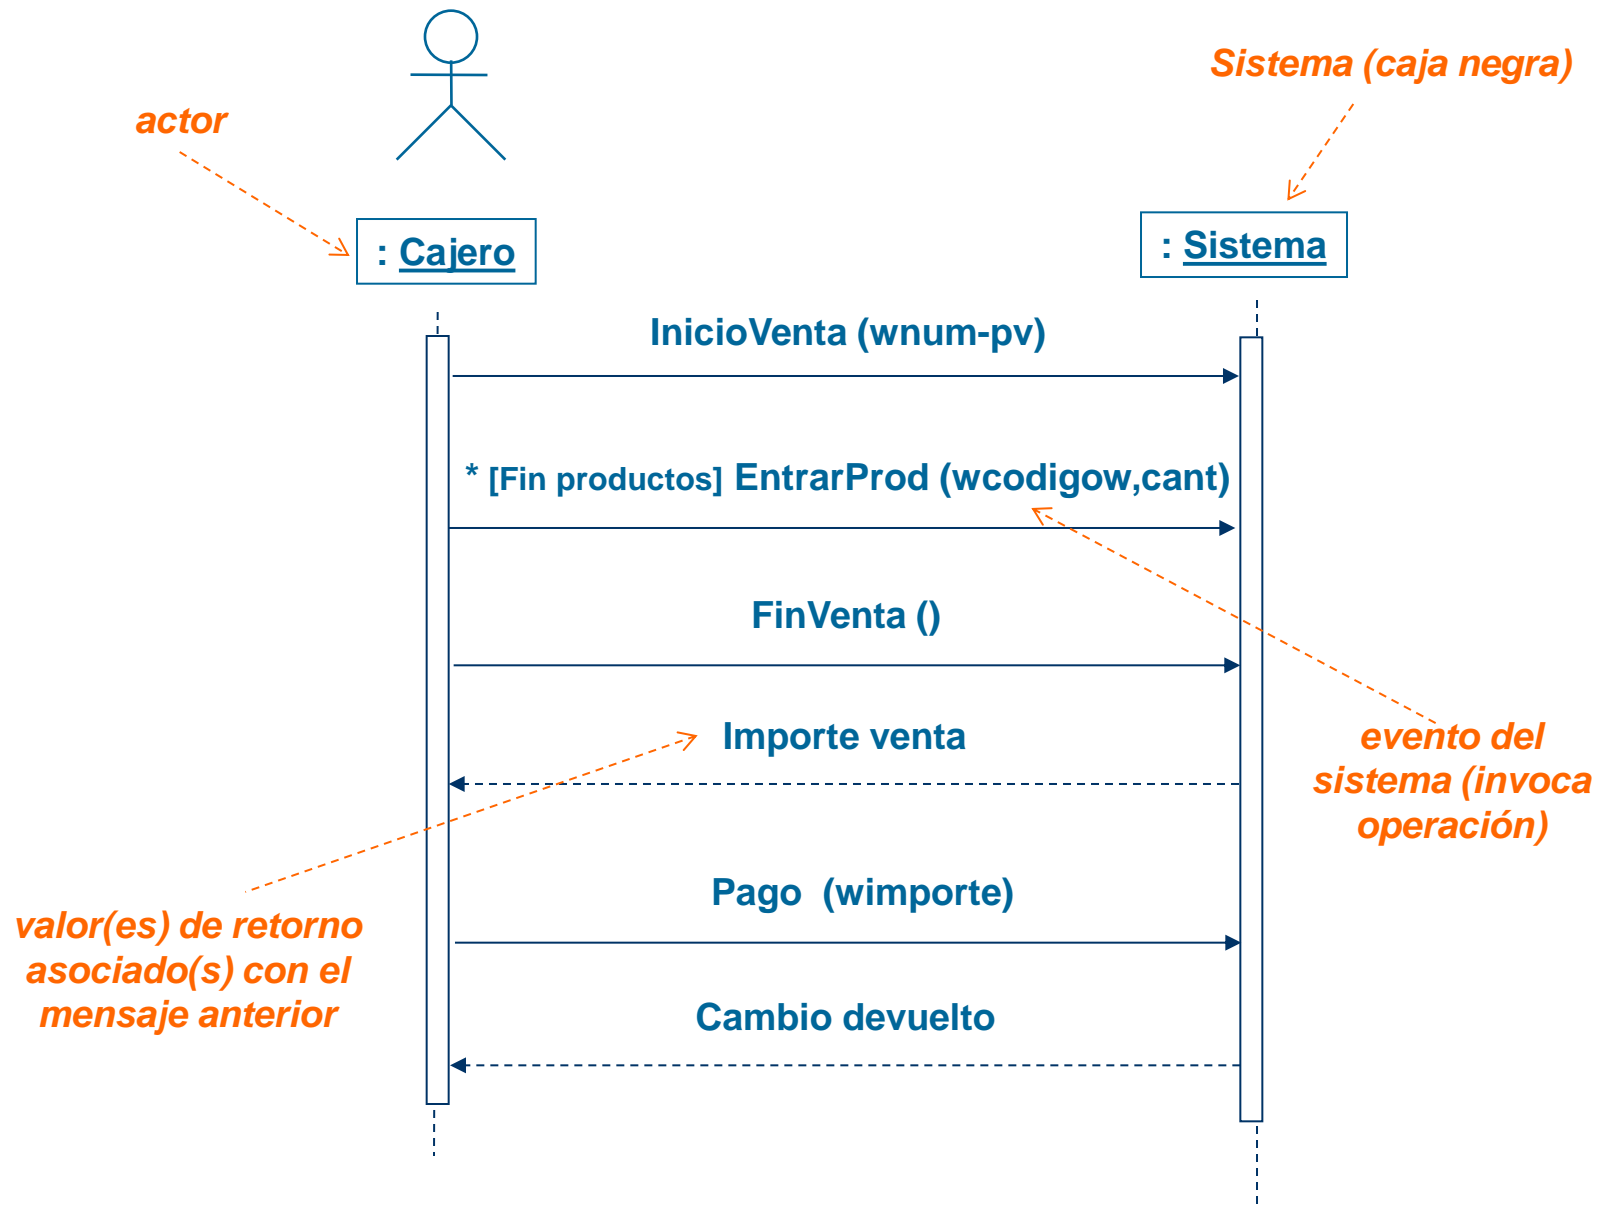 Sistema (caja negra)
actor
: Cajero
: Sistema
InicioVenta (wnum-pv)
* [Fin productos] EntrarProd (wcodigow,cant)
FinVenta ()
Importe venta
evento del
sistema (invoca
operación)
Pago (wimporte)
valor(es) de retorno
asociado(s) con el
mensaje anterior
Cambio devuelto